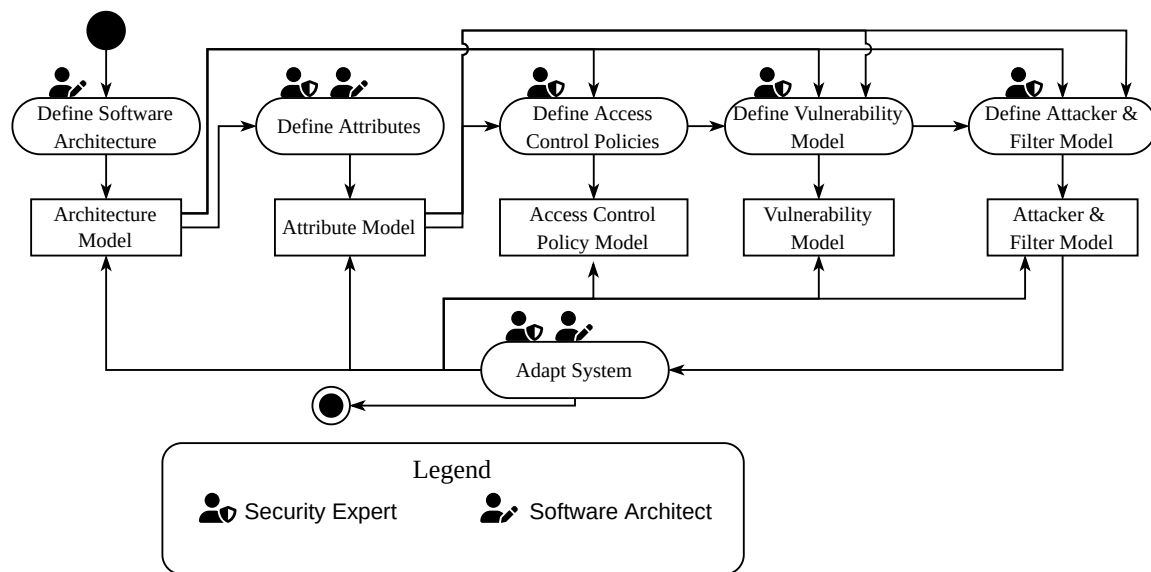 Define Software
Architecture
Define Attributes
Define Access
Control Policies
Define Vulnerability
Model
Define Attacker &
Filter Model
Architecture
Model
Attribute Model
Access Control
Policy Model
Vulnerability
Model
Attacker &
Filter Model
Adapt System
Legend
Security Expert
Software Architect